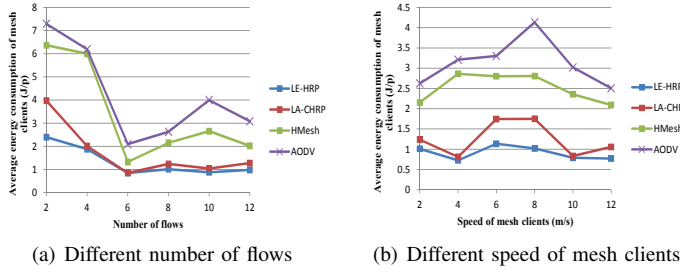 Average energy consumption of mesh
clients (J/p)
8
7
6
5
4
3
2
1
0
2 4 6 8 10 12
Number of flows
LE-HRP
LA-CHRP
HMesh
AODV
(a) Different number of flows
Average energy consumption of mesh
clients (J/p)
4.5
4
3.5
3
2.5
2
1.5
1
0.5
0
2 4 6 8 10 12
Speed of mesh clients (m/s)
LE-HRP
LA-CHRP
HMesh
AODV
(b) Different speed of mesh clients